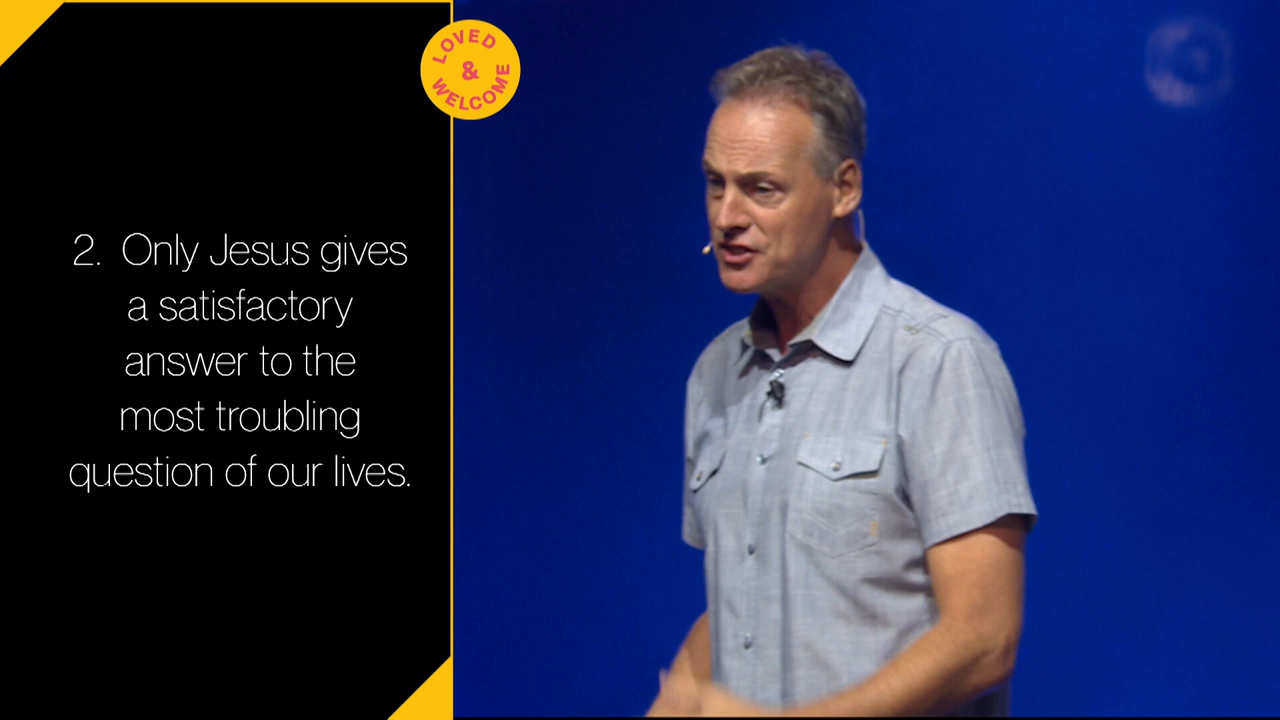 LOVED
&
WELCOME
2. Only Jesus gives
a satisfactory
answer to the
most troubling
question of our lives.